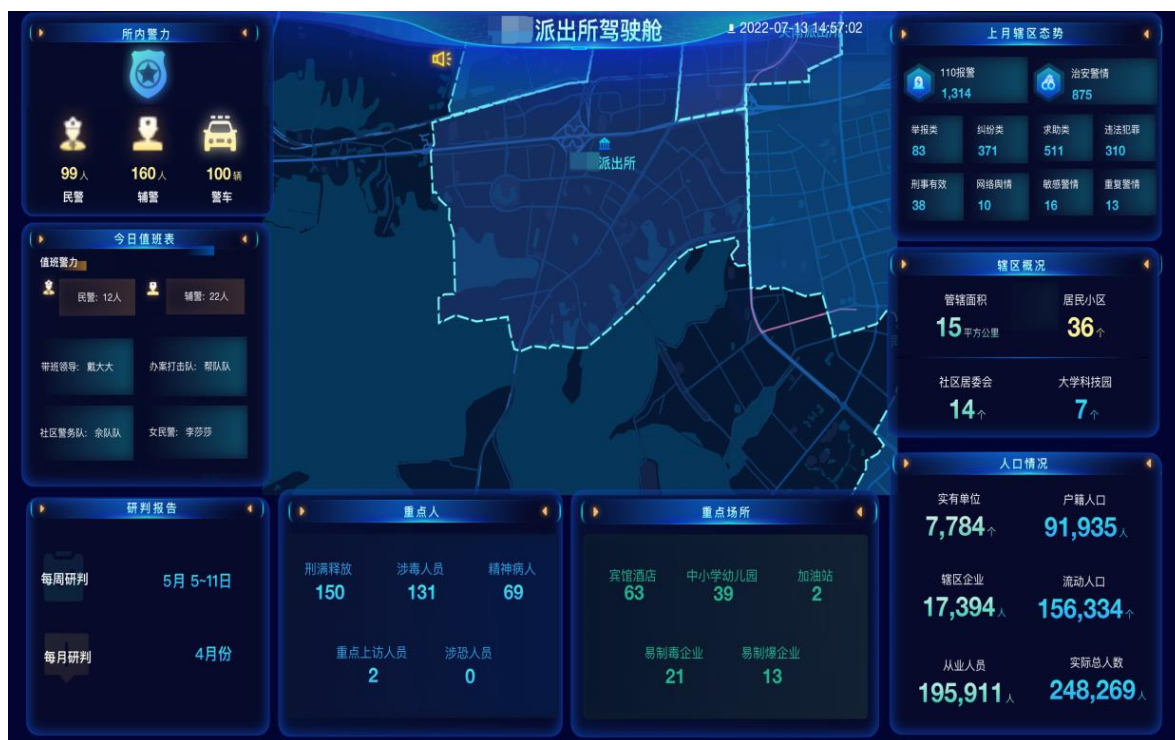 派出所驾驶舱
2022-07-13 14:57:02
派出所
所内警力
99人 160人 100辆
民警 辅警 警车
今日值班表
值班警力
民警: 12人 辅警: 22人
带班领导: 戴大大 办案打击队: 帮队队
社区警务队: 余队队 女民警: 李莎莎
研判报告
每周研判 5月 5~11日
每月研判 4月份
重点人
刑满释放 涉毒人员 精神病人
150 131 69
重点上访人员 涉恐人员
2 0
重点场所
宾馆酒店 中小学幼儿园 加油站
63 39 2
易制毒企业 易制爆企业
21 13
上月辖区态势
110报警 治安警情
1,314 875
举报类 纠纷类 求助类 违法犯罪
83 371 511 310
刑事有效 网络舆情 敏感警情 重复警情
38 10 16 13
辖区概况
管辖面积 居民小区
15平方公里 36个
社区居委会 大学科技园
14个 7个
人口情况
实有单位 户籍人口
7,784个 91,935人
辖区企业 流动人口
17,394人 156,334个
从业人员 实际总人数
195,911人 248,269人